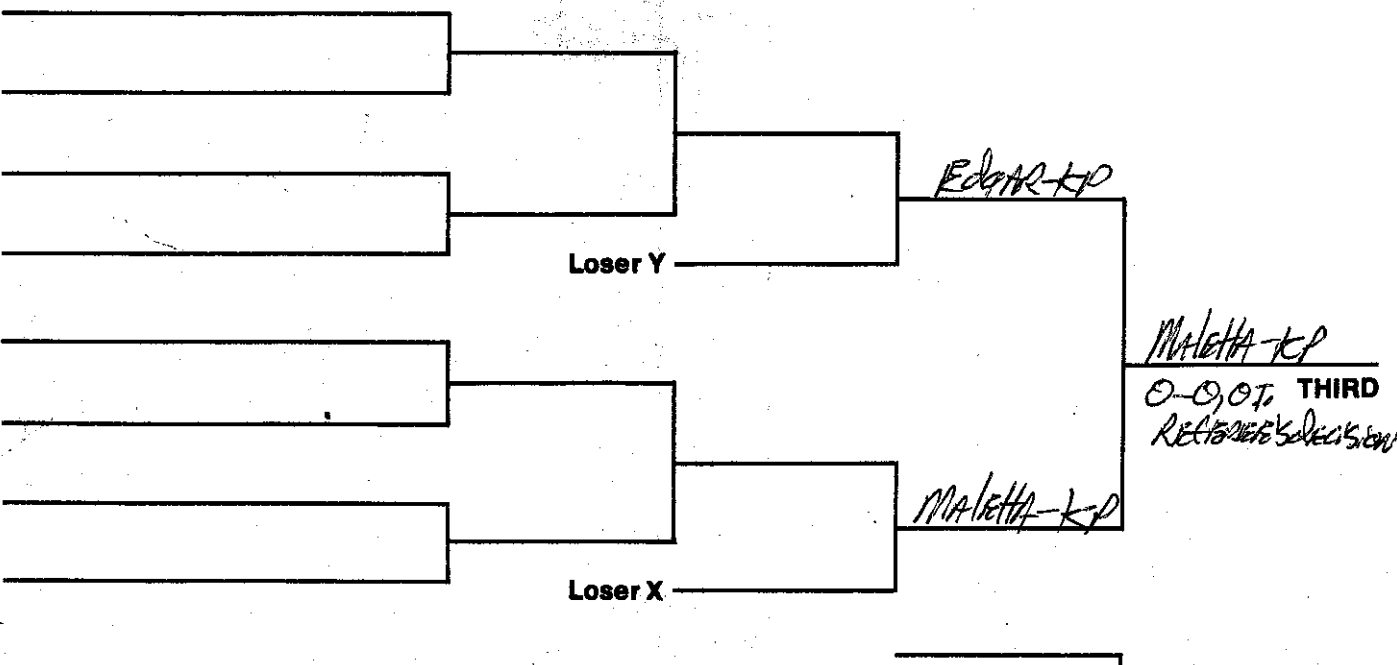 Edgar-KP
Loser Y
Maletta-KP
0-0, OT, THIRD
Referee's decision
Maletta-KP
Loser X